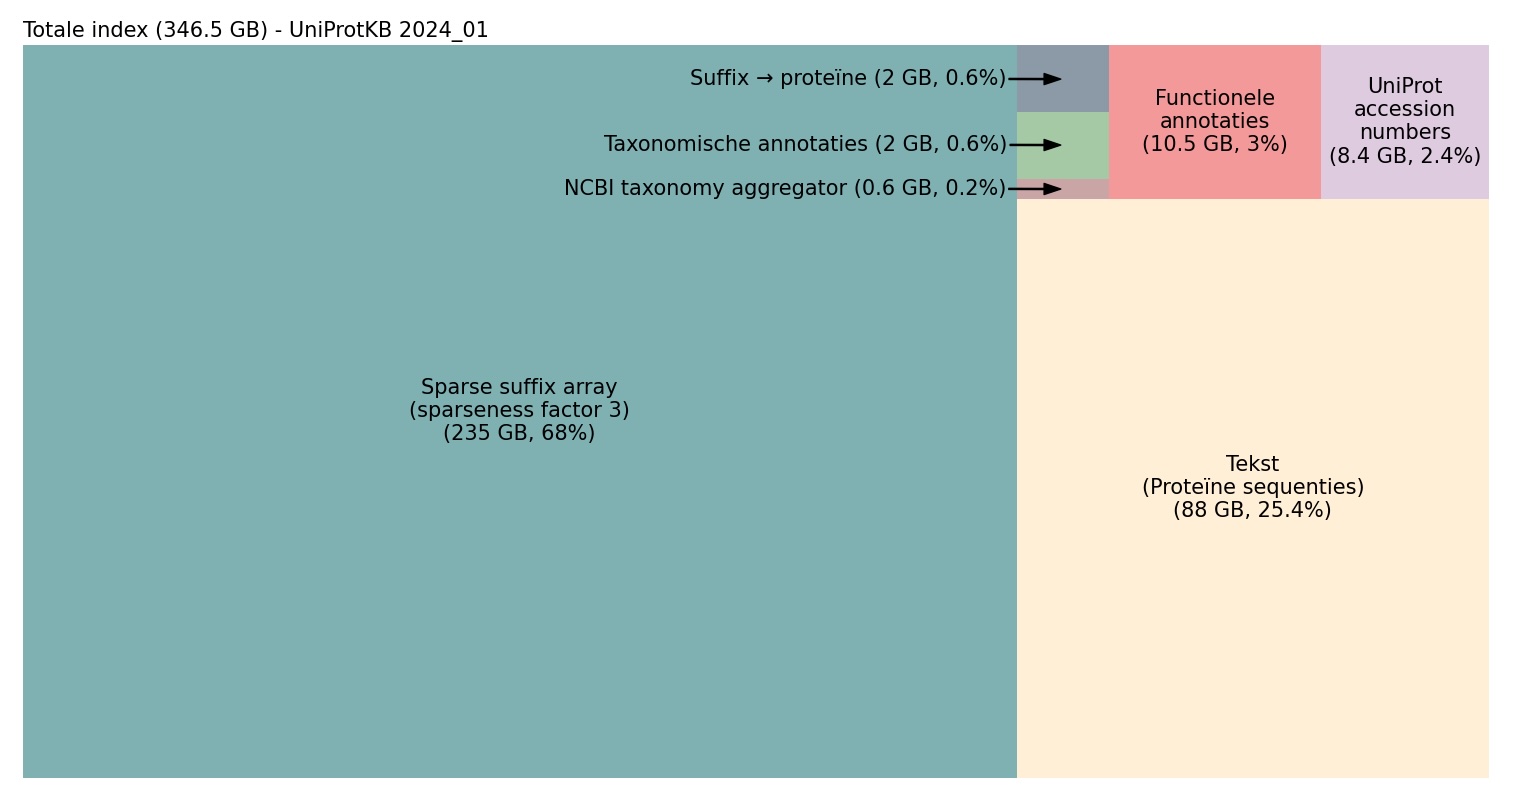 Totale index (346.5 GB) - UniProtKB 2024_01
Suffix → proteïne (2 GB, 0.6%)
Taxonomische annotaties (2 GB, 0.6%)
NCBI taxonomy aggregator (0.6 GB, 0.2%)
Functionele
annotaties
(10.5 GB, 3%)
UniProt
accession
numbers
(8.4 GB, 2.4%)
Sparse suffix array
(sparseness factor 3)
(235 GB, 68%)
Tekst
(Proteïne sequenties)
(88 GB, 25.4%)